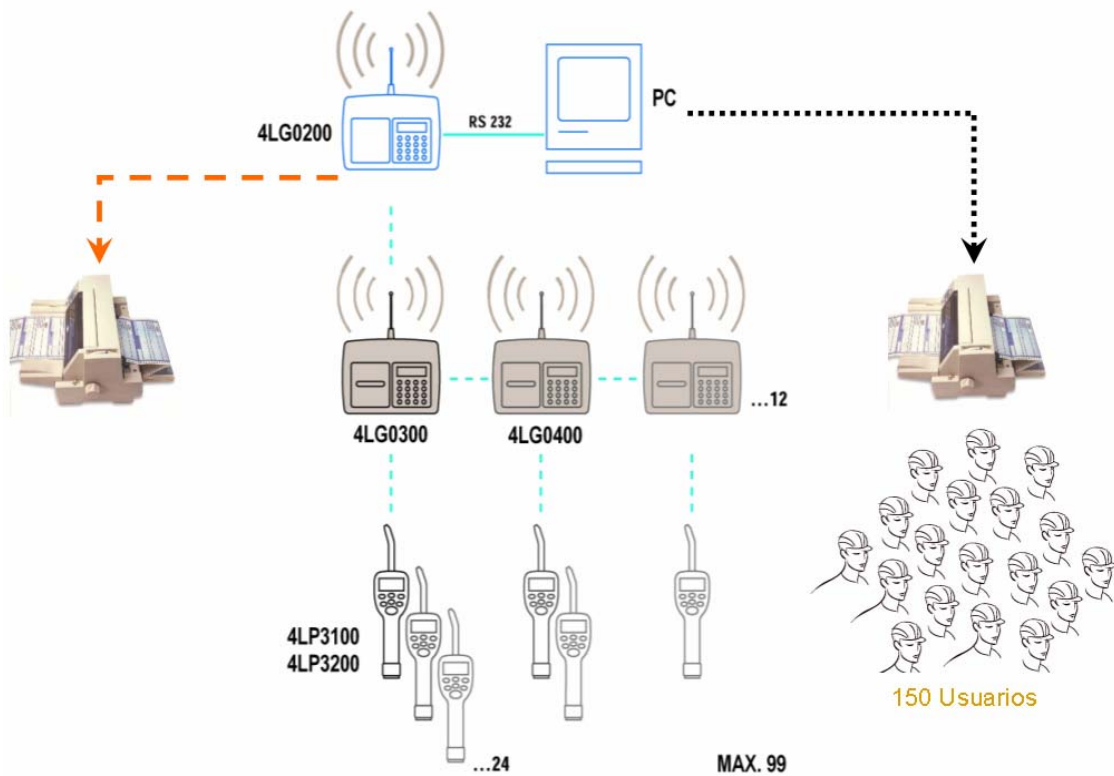 4LG0200
RS 232
PC
4LG0300
4LG0400
...12
4LP3100
4LP3200
...24
MAX. 99
150 Usuarios